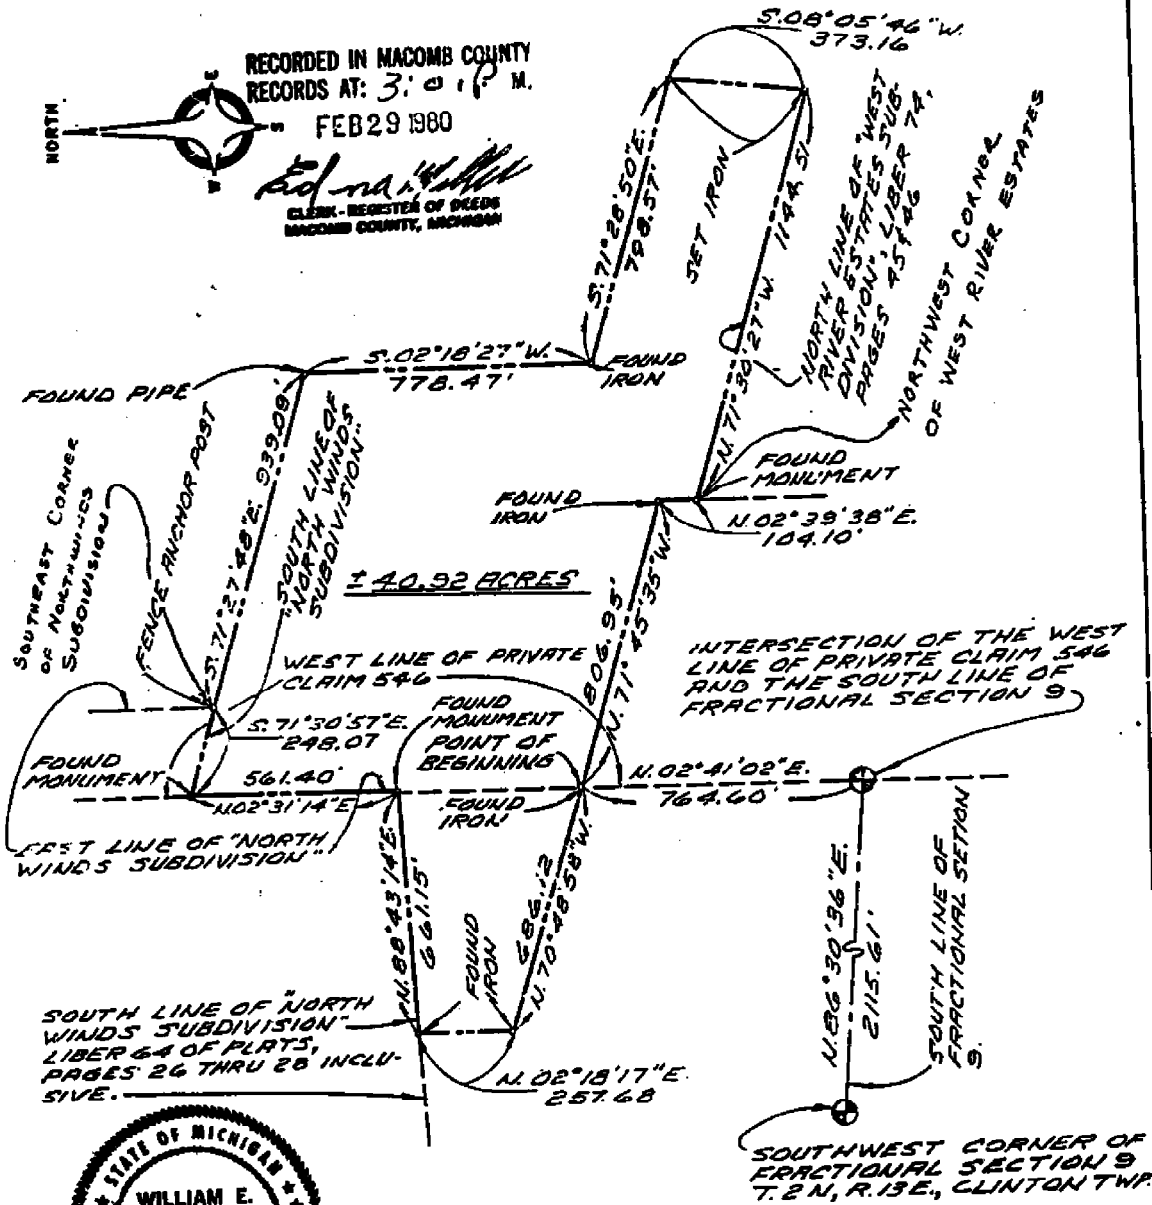 RECORDED IN MACOMB COUNTY
RECORDS AT: 3:01 P M.
FEB 29 1980
CLERK - REGISTER OF DEEDS
MACOMB COUNTY, MICHIGAN
NORTH
E
S
W
S.08°05'46"W.
373.16
S.71°28'50"E.
798.57'
SET IRON
N.71°30'27"W. 1144.51
NORTH LINE OF "WEST
RIVER ESTATES SUB-
DIVISION", LIBER 74,
PAGES 45 & 46
NORTHWEST CORNER
OF WEST RIVER ESTATES
S.02°18'27"W.
778.47'
FOUND
IRON
FOUND PIPE
SOUTHEAST CORNER
OF NORTHWINDS
SUBDIVISION
FENCE ANCHOR POST
S.71°27'48"E. 939.09'
"SOUTH LINE OF
"NORTH WINDS
SUBDIVISION"
FOUND
IRON
FOUND
MONUMENT
N.02°39'38"E.
104.10'
± 40.92 ACRES
806.95'
N.71°45'35"W.
WEST LINE OF PRIVATE
CLAIM 546
INTERSECTION OF THE WEST
LINE OF PRIVATE CLAIM 546
AND THE SOUTH LINE OF
FRACTIONAL SECTION 9
S.71°30'57"E.
248.07
FOUND
MONUMENT
POINT OF
BEGINNING
FOUND
MONUMENT
561.40'
N.02°31'14"E
FOUND
IRON
N.02°41'02"E.
764.60'
EAST LINE OF "NORTH
WINDS SUBDIVISION"
N.88°43'14"E.
661.15'
FOUND
IRON
686.12
N.70°48'58"W.
N.86°30'36"E.
2115.61'
SOUTH LINE OF
FRACTIONAL SETION
9.
SOUTH LINE OF "NORTH
WINDS SUBDIVISION"
LIBER 64 OF PLATS,
PAGES 26 THRU 28 INCLU-
SIVE.
N.02°18'17"E.
257.68
SOUTHWEST CORNER OF
FRACTIONAL SECTION 9
T.2N, R.13E., CLINTON TWP.
STATE OF MICHIGAN
WILLIAM E.